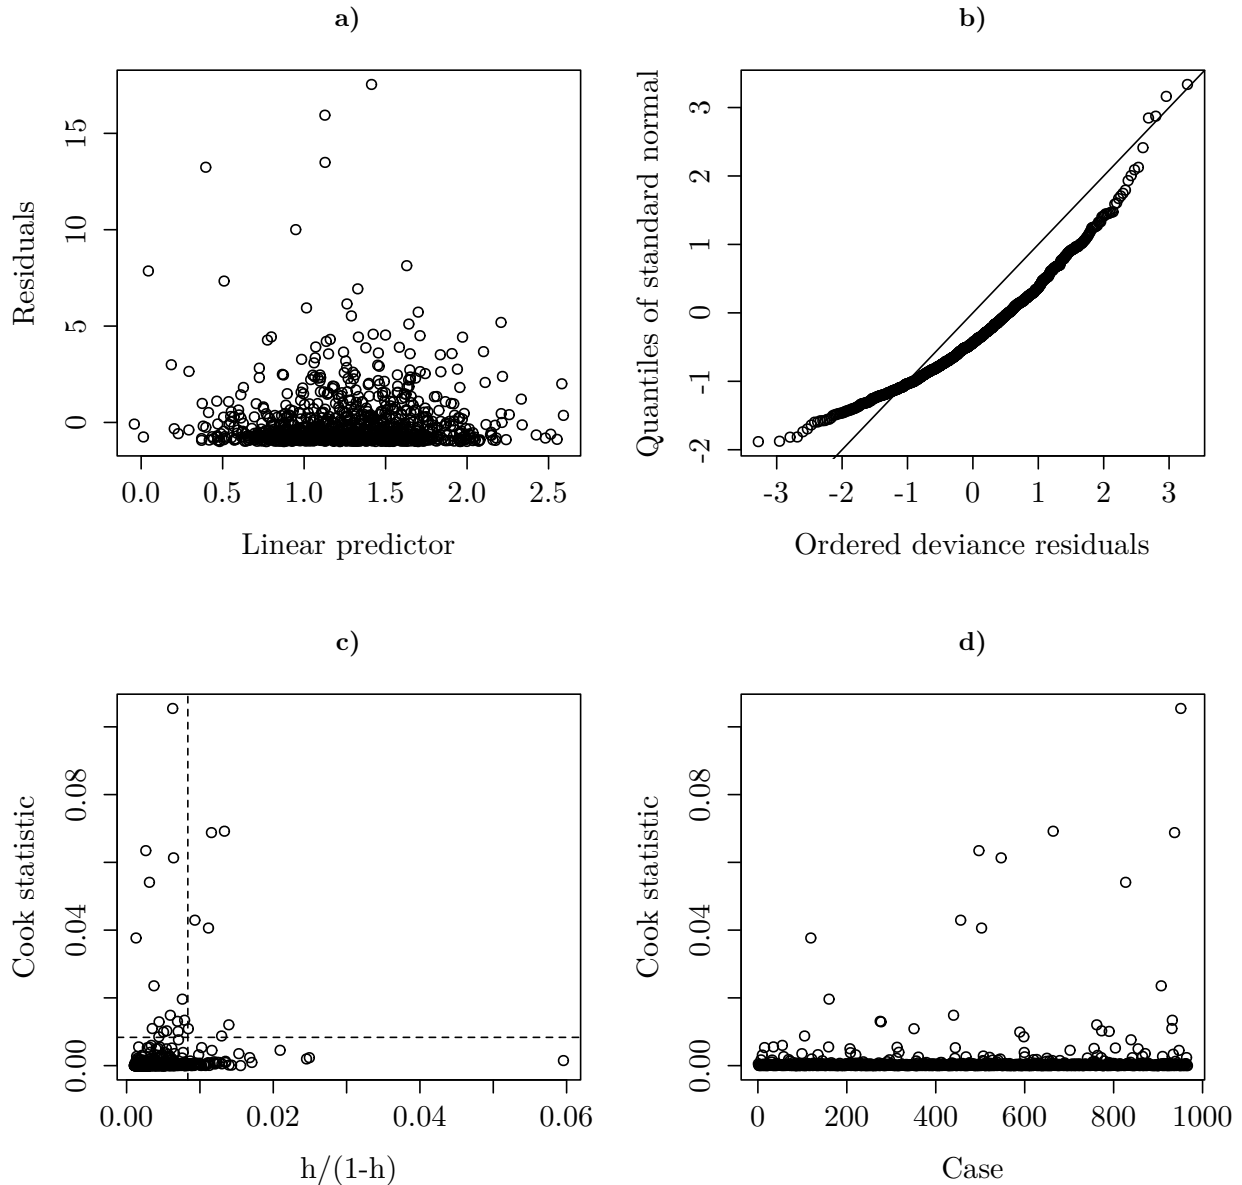 a)
Residuals
15
10
5
0
0.0 0.5 1.0 1.5 2.0 2.5
Linear predictor
b)
Quantiles of standard normal
3
2
1
0
-1
-2
-3 -2 -1 0 1 2 3
Ordered deviance residuals
c)
Cook statistic
0.08
0.04
0.00
0.00 0.02 0.04 0.06
h/(1-h)
d)
Cook statistic
0.08
0.04
0.00
0 200 400 600 800 1000
Case